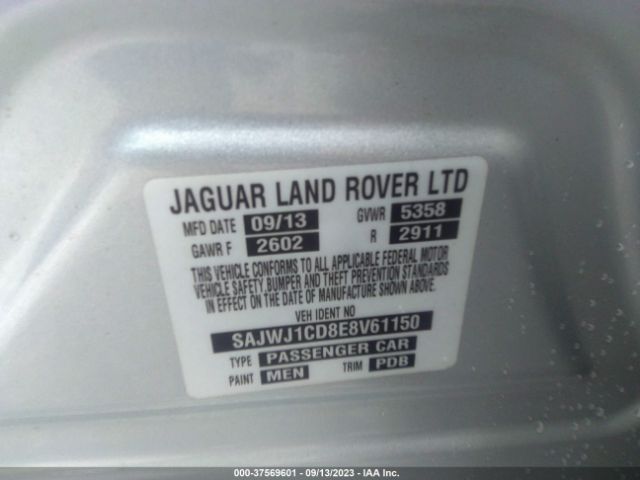 JAGUAR LAND ROVER LTD
MFD DATE 09/13 GVWR 5358
GAWR F 2602 R 2911
THIS VEHICLE CONFORMS TO ALL APPLICABLE FEDERAL MOTOR
VEHICLE SAFETY BUMPER AND THEFT PREVENTION STANDARDS
IN EFFECT ON THE DATE OF MANUFACTURE SHOWN ABOVE.
VEH IDENT NO
SAJWJ1CD8E8V61150
TYPE PASSENGER CAR
PAINT MEN TRIM PDB
000-37569601 - 09/13/2023 - IAA Inc.